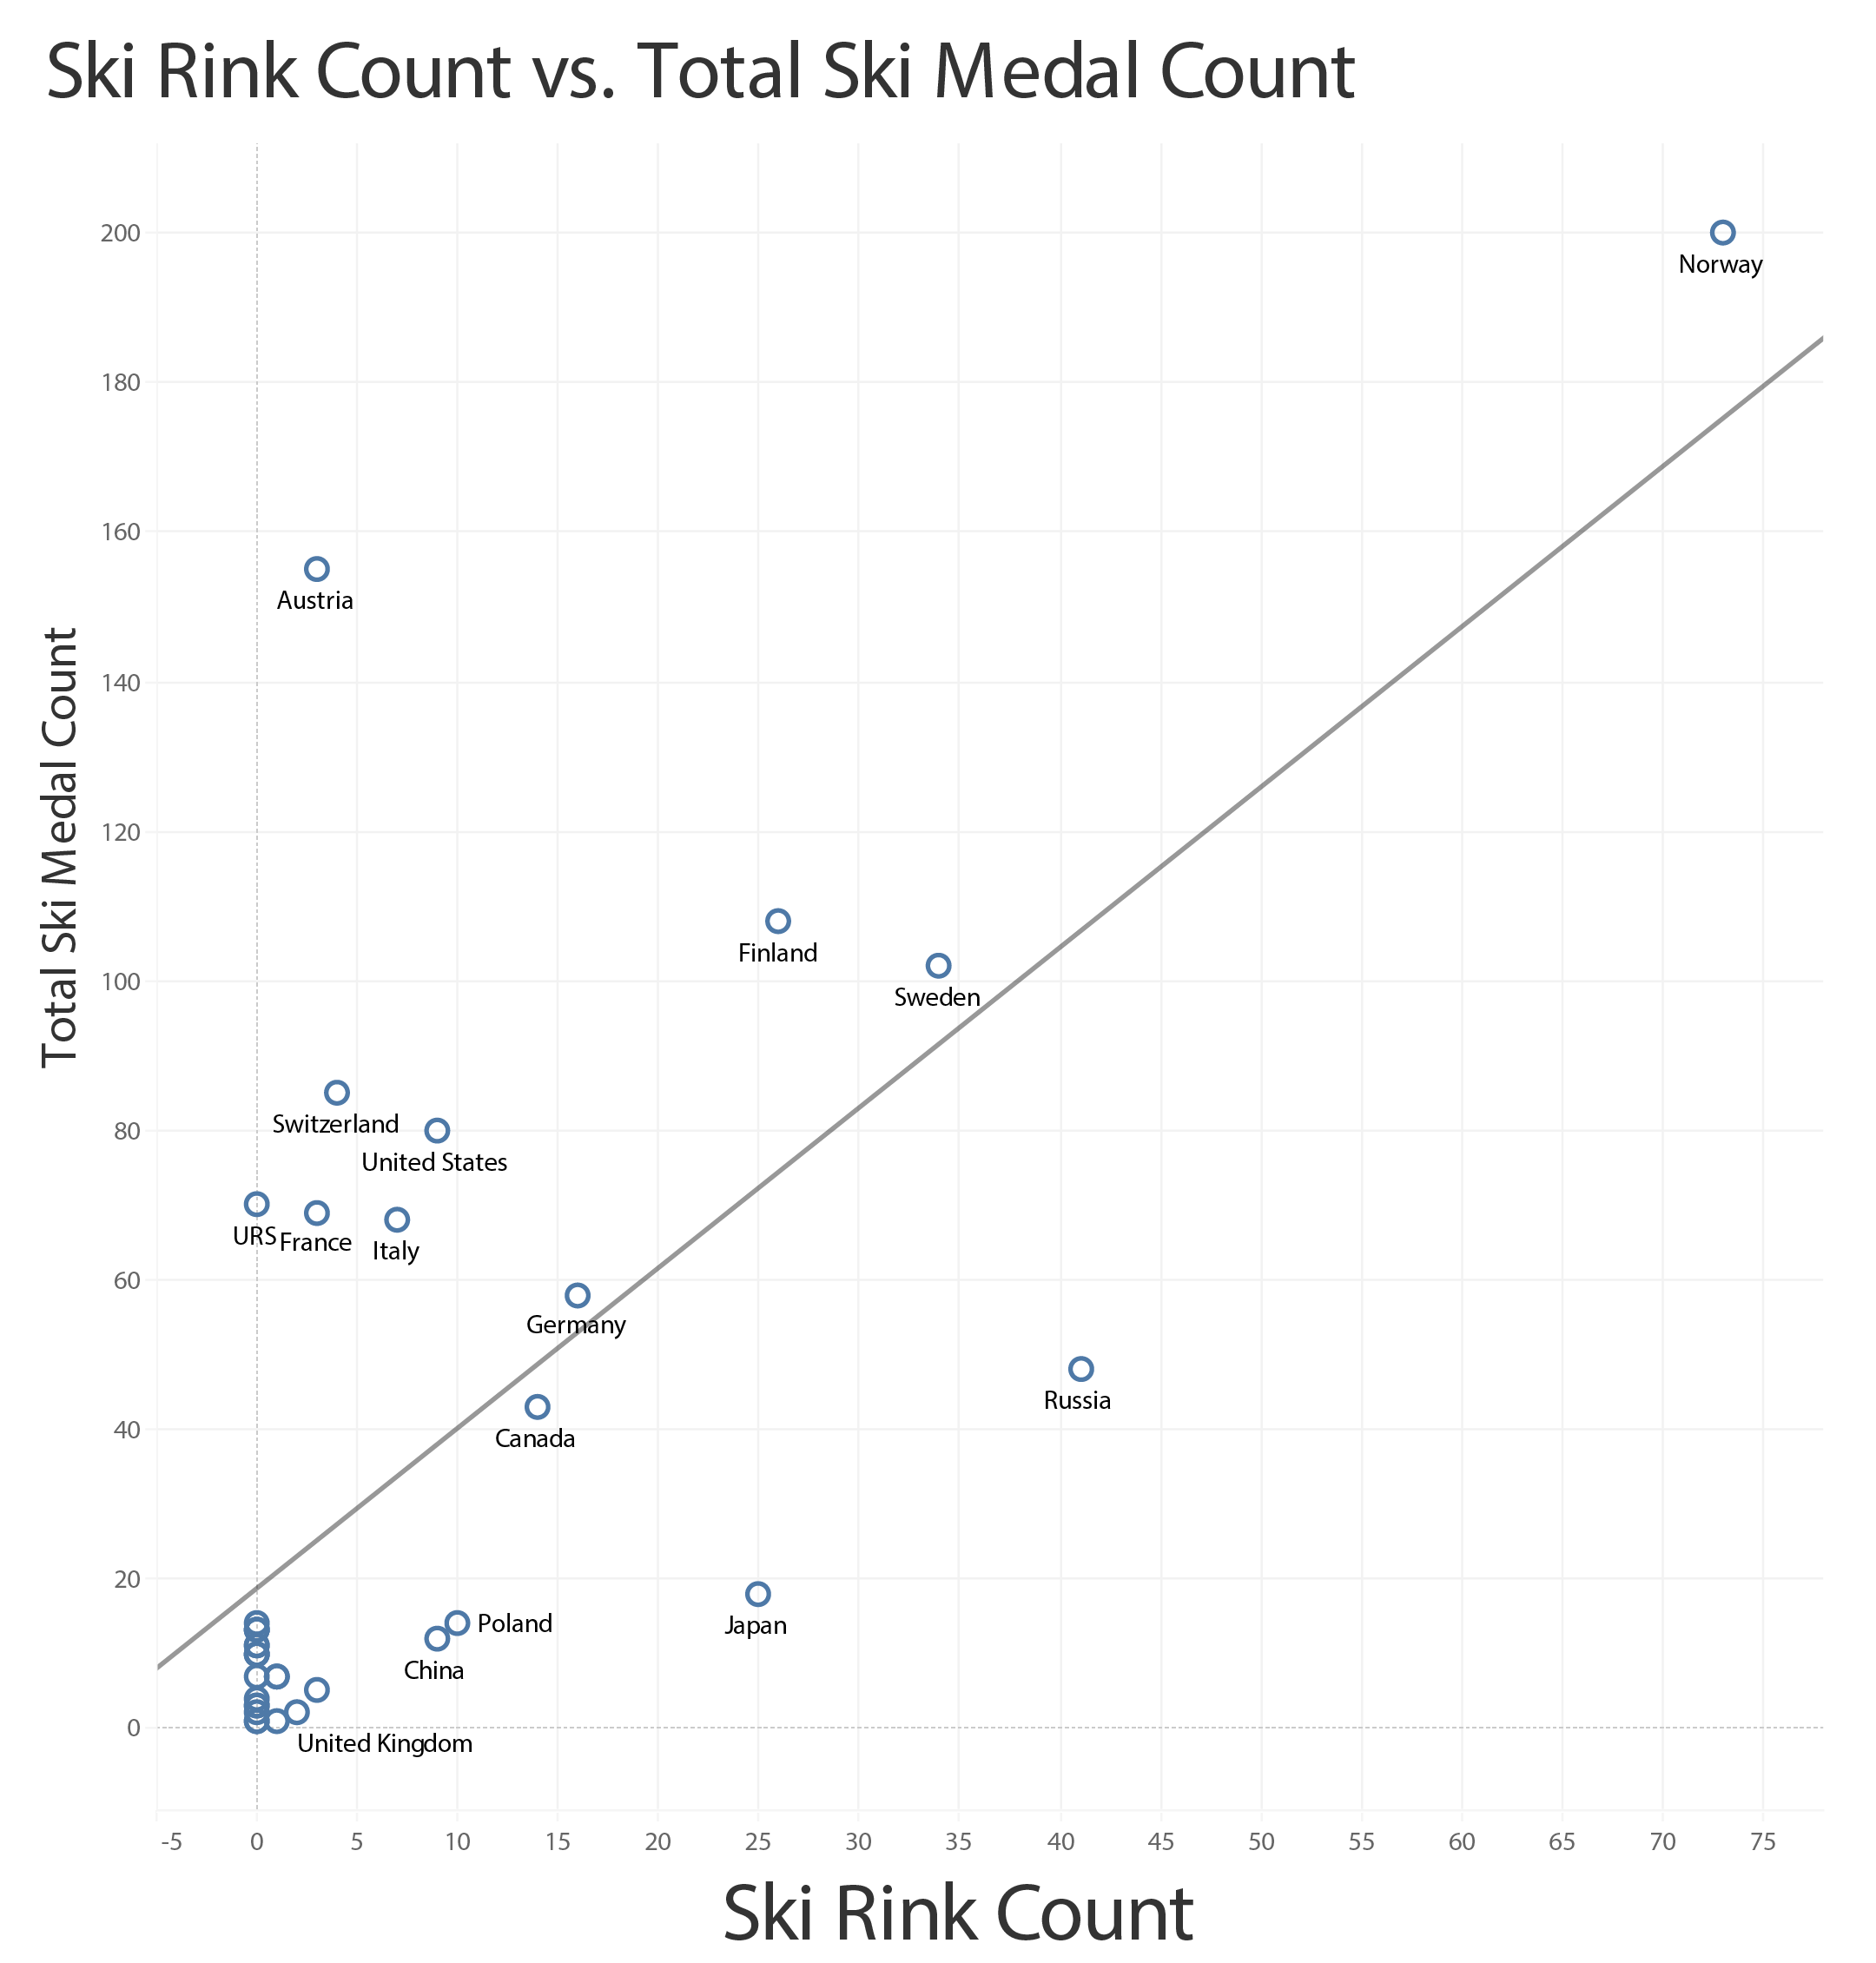 Ski Rink Count vs. Total Ski Medal Count
Total Ski Medal Count
200
180
160
140
120
100
80
60
40
20
0
Norway
Austria
Finland
Sweden
Switzerland
United States
URS
France
Italy
Germany
Russia
Canada
Japan
Poland
China
United Kingdom
-5 0 5 10 15 20 25 30 35 40 45 50 55 60 65 70 75
Ski Rink Count